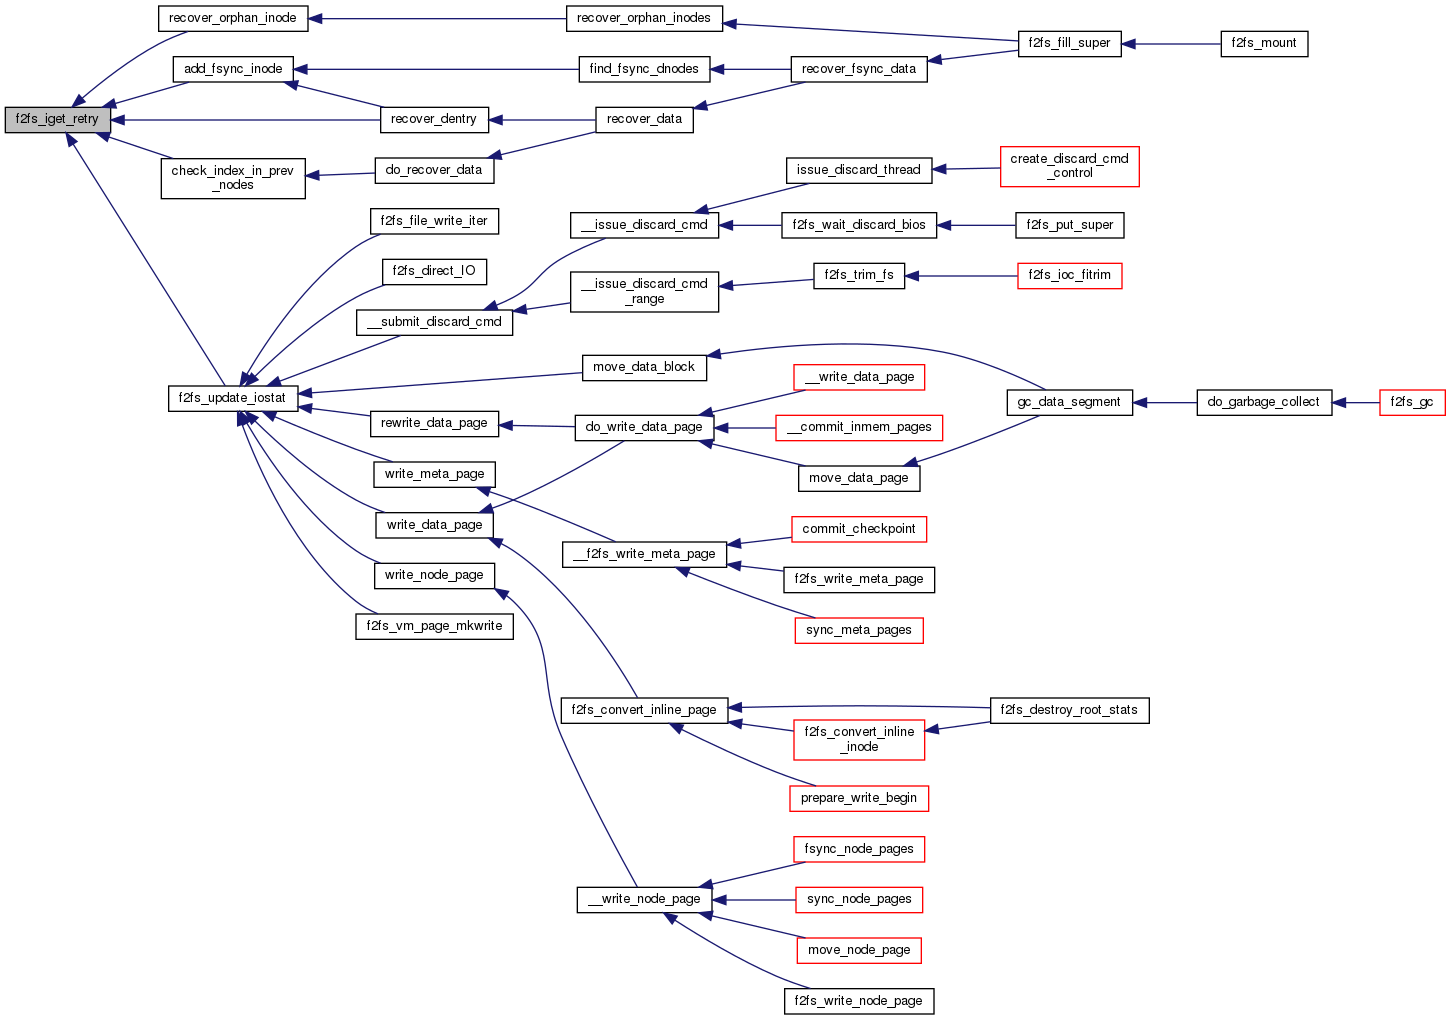 recover_orphan_inode
recover_orphan_inodes
f2fs_fill_super
f2fs_mount
add_fsync_inode
find_fsync_dnodes
recover_fsync_data
f2fs_iget_retry
recover_dentry
recover_data
check_index_in_prev
_nodes
do_recover_data
issue_discard_thread
create_discard_cmd
_control
f2fs_file_write_iter
__issue_discard_cmd
f2fs_wait_discard_bios
f2fs_put_super
f2fs_direct_IO
__issue_discard_cmd
_range
f2fs_trim_fs
f2fs_ioc_fitrim
__submit_discard_cmd
move_data_block
__write_data_page
f2fs_update_iostat
gc_data_segment
do_garbage_collect
f2fs_gc
rewrite_data_page
do_write_data_page
__commit_inmem_pages
write_meta_page
move_data_page
write_data_page
commit_checkpoint
__f2fs_write_meta_page
write_node_page
f2fs_write_meta_page
f2fs_vm_page_mkwrite
sync_meta_pages
f2fs_convert_inline_page
f2fs_destroy_root_stats
f2fs_convert_inline
_inode
prepare_write_begin
fsync_node_pages
__write_node_page
sync_node_pages
move_node_page
f2fs_write_node_page